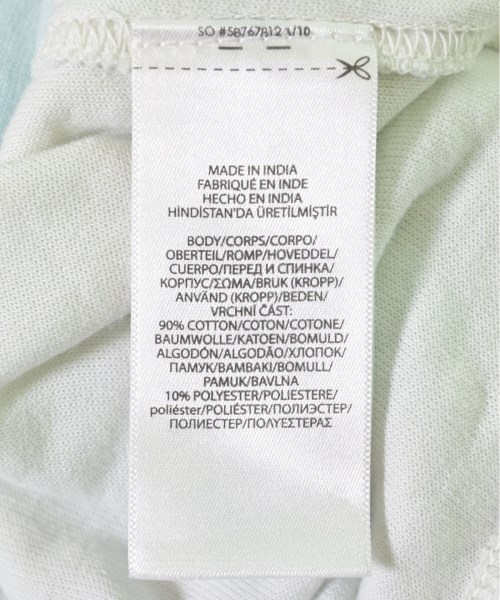 SO #5B767812 1/10
MADE IN INDIA
FABRIQUÉ EN INDE
HECHO EN INDIA
HİNDİSTAN'DA ÜRETİLMİŞTİR
BODY/CORPS/CORPO/
OBERTEIL/ROMP/HOVEDDEL/
CUERPO/ПЕРЕД И СПИНКА/
КОРПУС/ΣΩΜΑ/BRUK (KROPP)/
ANVÄND (KROPP)/BEDEN/
VRCHNÍ ČÁST:
90% COTTON/COTON/COTONE/
BAUMWOLLE/KATOEN/BOMULD/
ALGODÓN/ALGODÃO/ХЛОПОК/
ПАМУК/ΒΑΜΒΑΚΙ/BOMULL/
PAMUK/BAVLNA
10% POLYESTER/POLIESTERE/
poliéster/POLIÉSTER/ПОЛИЭСТЕР/
ПОЛИЕСТЕР/ΠΟΛΥΕΣΤΕΡΑΣ